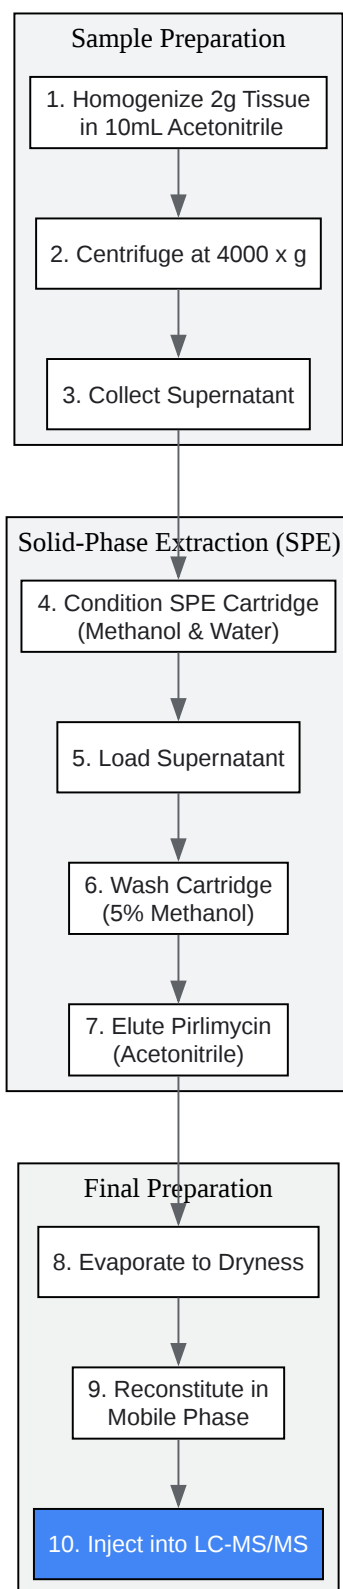 Sample Preparation
1. Homogenize 2g Tissue
in 10mL Acetonitrile
2. Centrifuge at 4000 x g
3. Collect Supernatant
Solid-Phase Extraction (SPE)
4. Condition SPE Cartridge
(Methanol & Water)
5. Load Supernatant
6. Wash Cartridge
(5% Methanol)
7. Elute Pirlimycin
(Acetonitrile)
Final Preparation
8. Evaporate to Dryness
9. Reconstitute in
Mobile Phase
10. Inject into LC-MS/MS